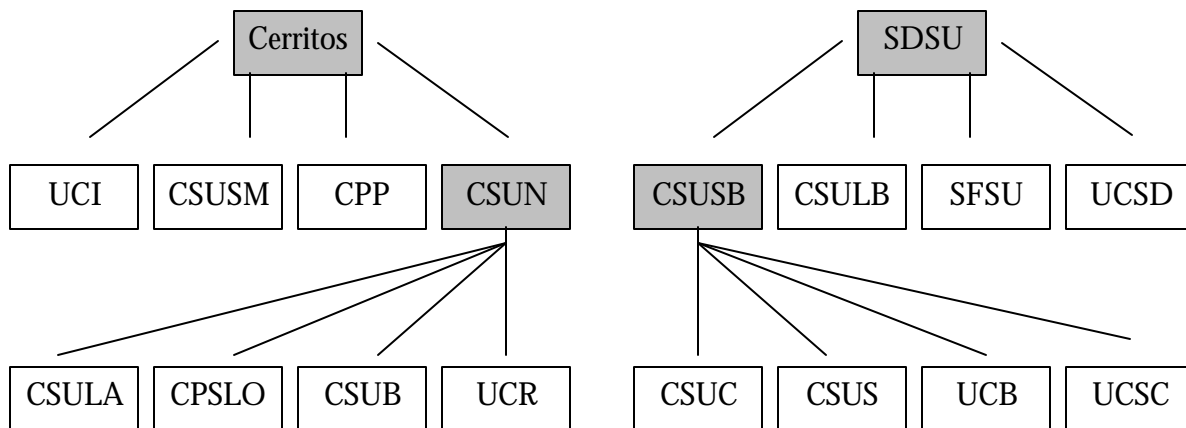 Cerritos SDSU
UCI CSUSM CPP CSUN CSUSB CSULB SFSU UCSD
CSULA CPSLO CSUB UCR CSUC CSUS UCB UCSC